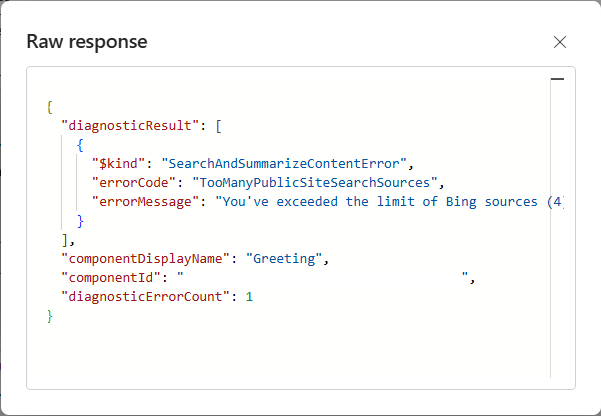 Raw response
{
"diagnosticResult": [
{
"$kind": "SearchAndSummarizeContentError",
"errorCode": "TooManyPublicSiteSearchSources",
"errorMessage": "You've exceeded the limit of Bing sources (4)
}
],
"componentDisplayName": "Greeting",
"componentId": " ",
"diagnosticErrorCount": 1
}